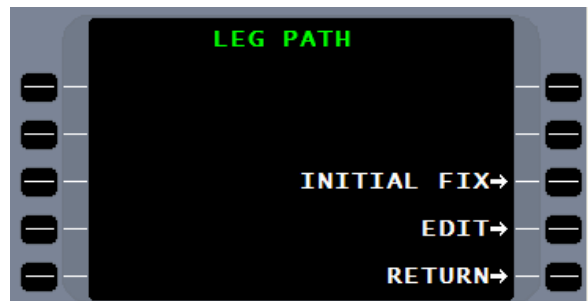 LEG PATH
INITIAL FIX→
EDIT→
RETURN→